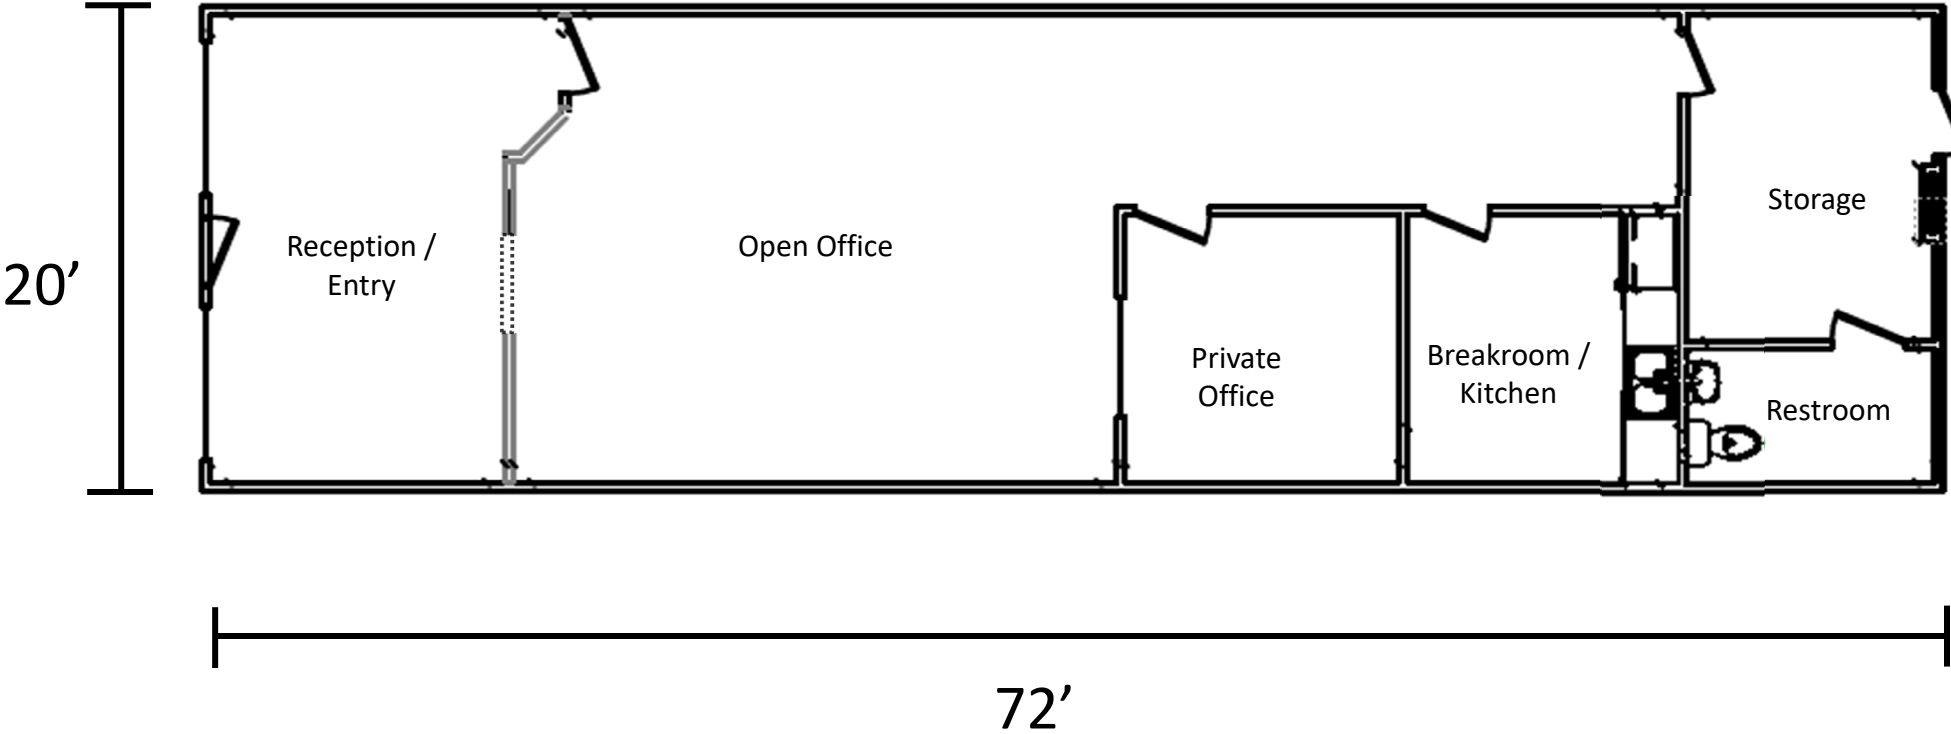 20’
Reception /
Entry
Open Office
Private
Office
Breakroom /
Kitchen
Storage
Restroom
72’